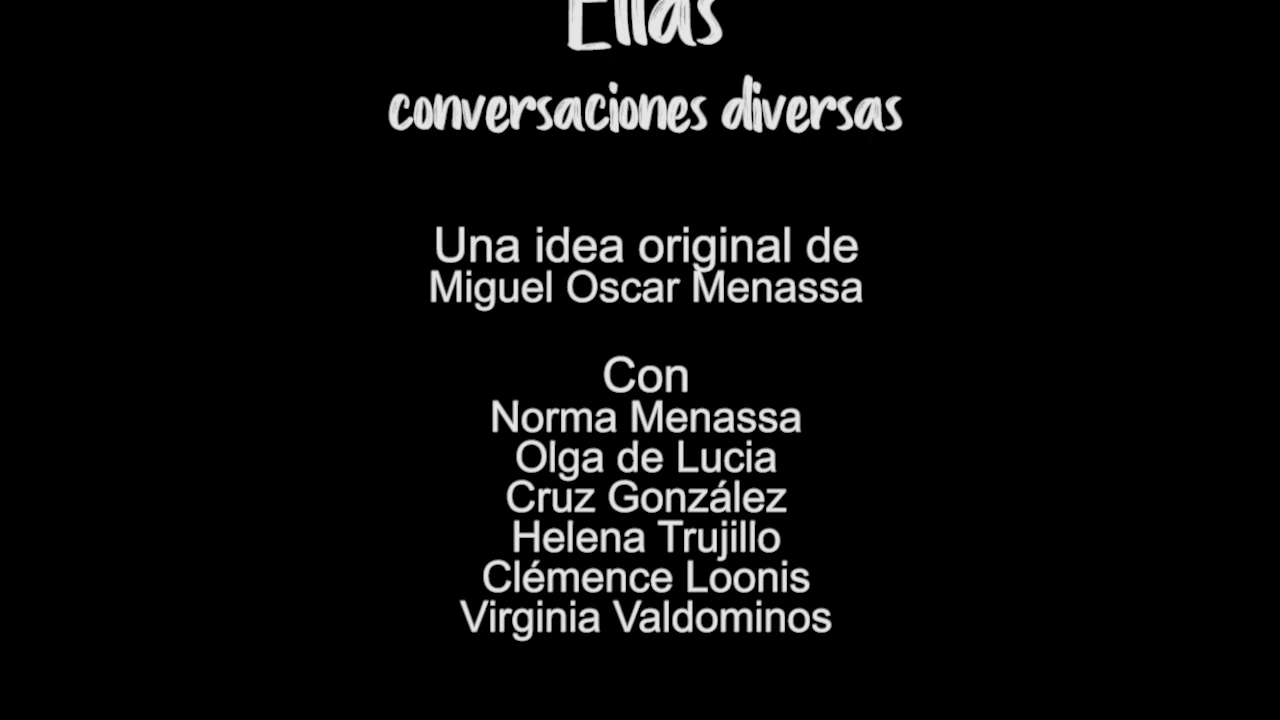 Ellas
conversaciones diversas
Una idea original de
Miguel Oscar Menassa
Con
Norma Menassa
Olga de Lucia
Cruz González
Helena Trujillo
Clémence Loonis
Virginia Valdominos